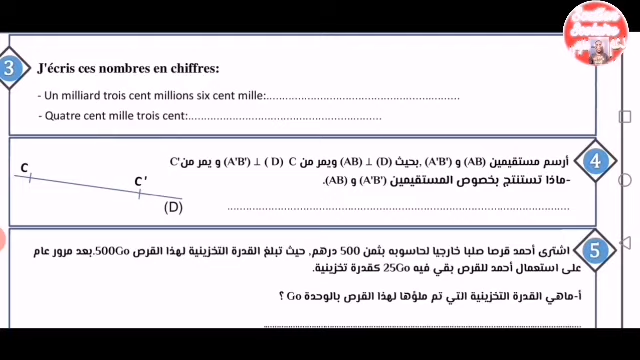 3
J'écris ces nombres en chiffres:
- Un milliard trois cent millions six cent mille:............................................................
- Quatre cent mille trois cent:............................................................
4
أرسم مستقيمين (AB) و (A'B') ,بحيث (D) ⊥ (AB) ويمر من C و (A'B') ⊥ (D) و يمر من C'
-ماذا تستنتج بخصوص المستقيمين (A'B') و (AB).
............................................................
C
C'
(D)
5
اشترى أحمد قرصا صلبا خارجيا لحاسوبه بثمن 500 درهم, حيث تبلغ القدرة التخزينية لهذا القرص 500Go.بعد مرور عام
على استعمال أحمد للقرص بقي فيه 25Go كقدرة تخزينية.
أ-ماهي القدرة التخزينية التي تم ملؤها لهذا القرص بالوحدة Go ؟
............................................................